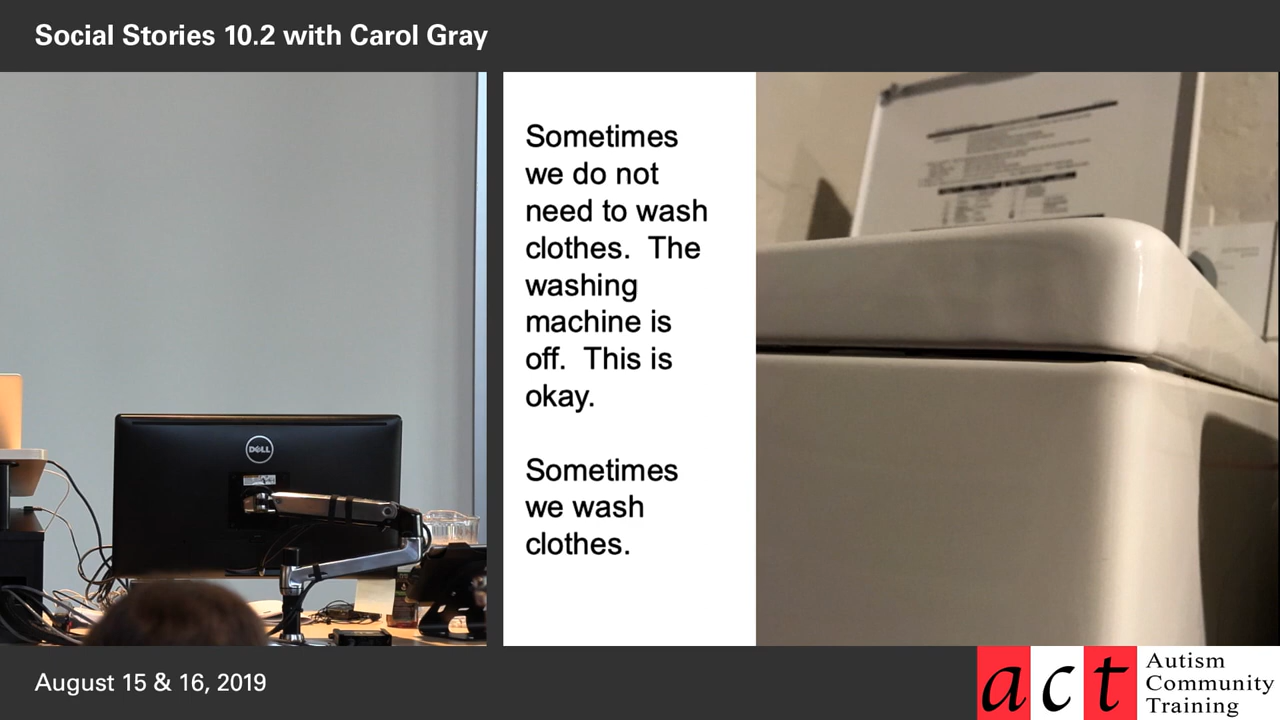 Social Stories 10.2 with Carol Gray
DELL
Sometimes
we do not
need to wash
clothes.  The
washing
machine is
off.  This is
okay.
Sometimes
we wash
clothes.
August 15 & 16, 2019
act
Autism
Community
Training